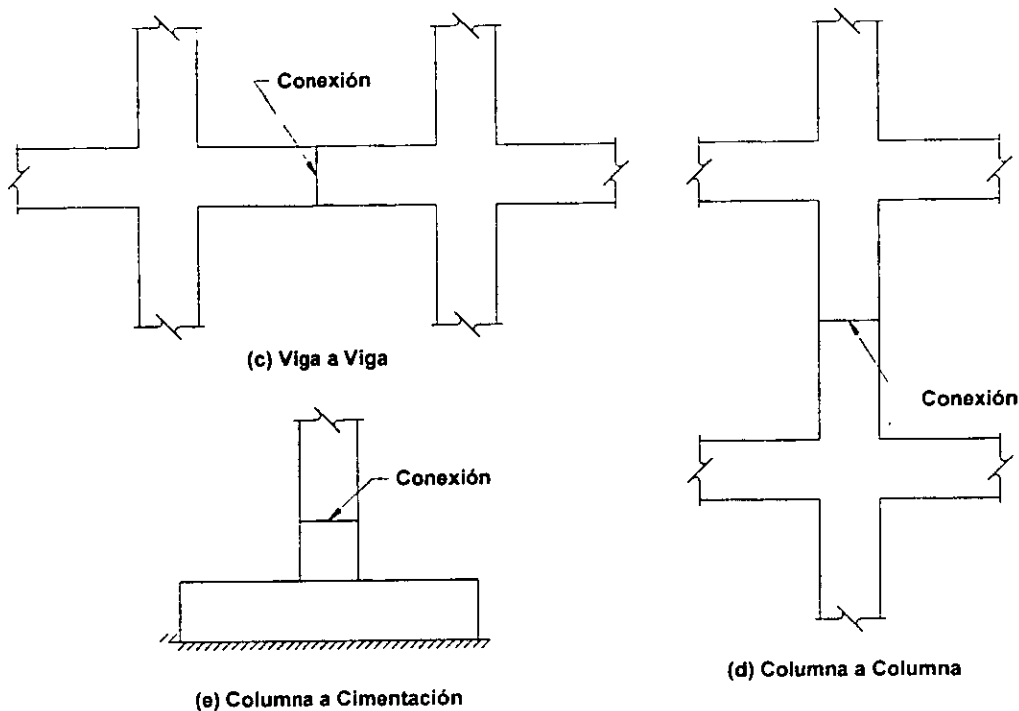 Conexión
(c) Viga a Viga
Conexión
Conexión
(d) Columna a Columna
(e) Columna a Cimentación